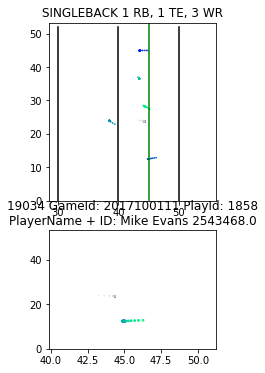 SINGLEBACK 1 RB, 1 TE, 3 WR
50
40
30
20
10
0
30 40 50
19034 GameId: 2017100111 PlayId: 1858
PlayerName + ID: Mike Evans 2543468.0
40
20
0
40.0 42.5 45.0 47.5 50.0